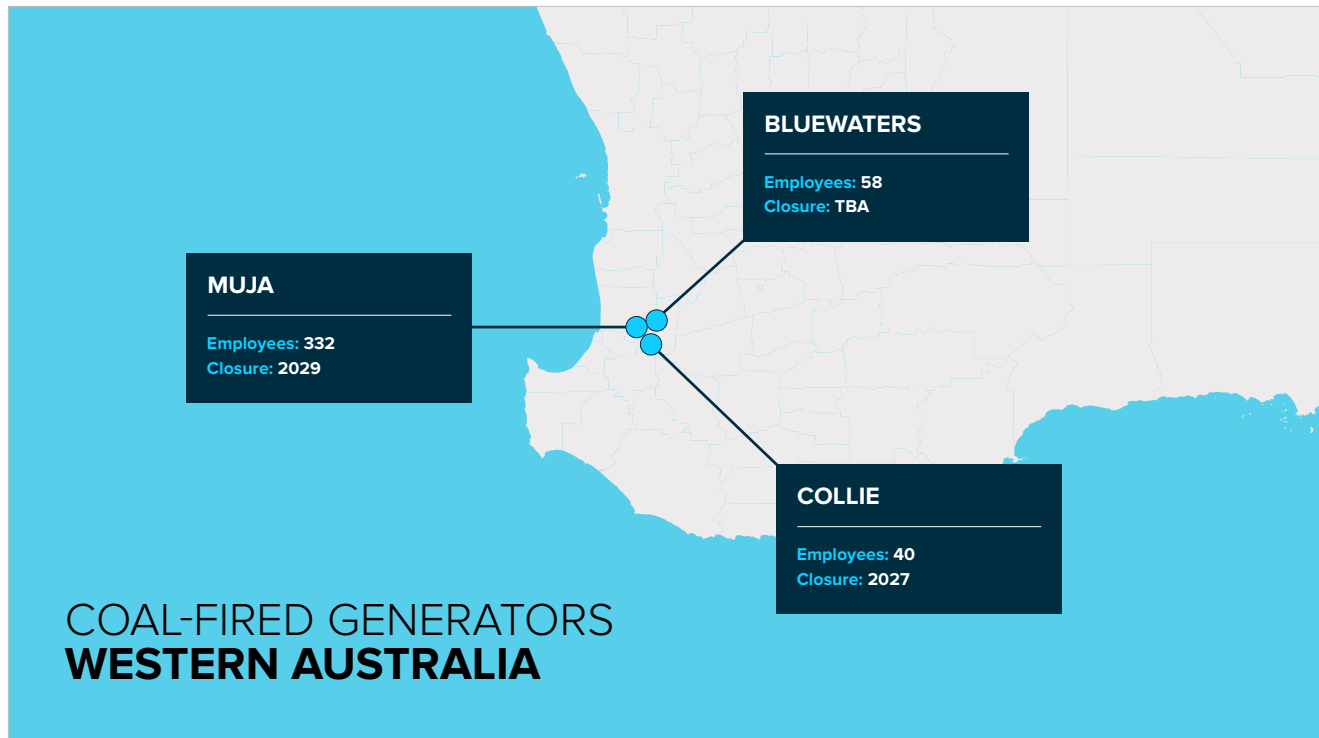 BLUEWATERS
Employees: 58
Closure: TBA
MUJA
Employees: 332
Closure: 2029
COLLIE
Employees: 40
Closure: 2027
COAL-FIRED GENERATORS
WESTERN AUSTRALIA